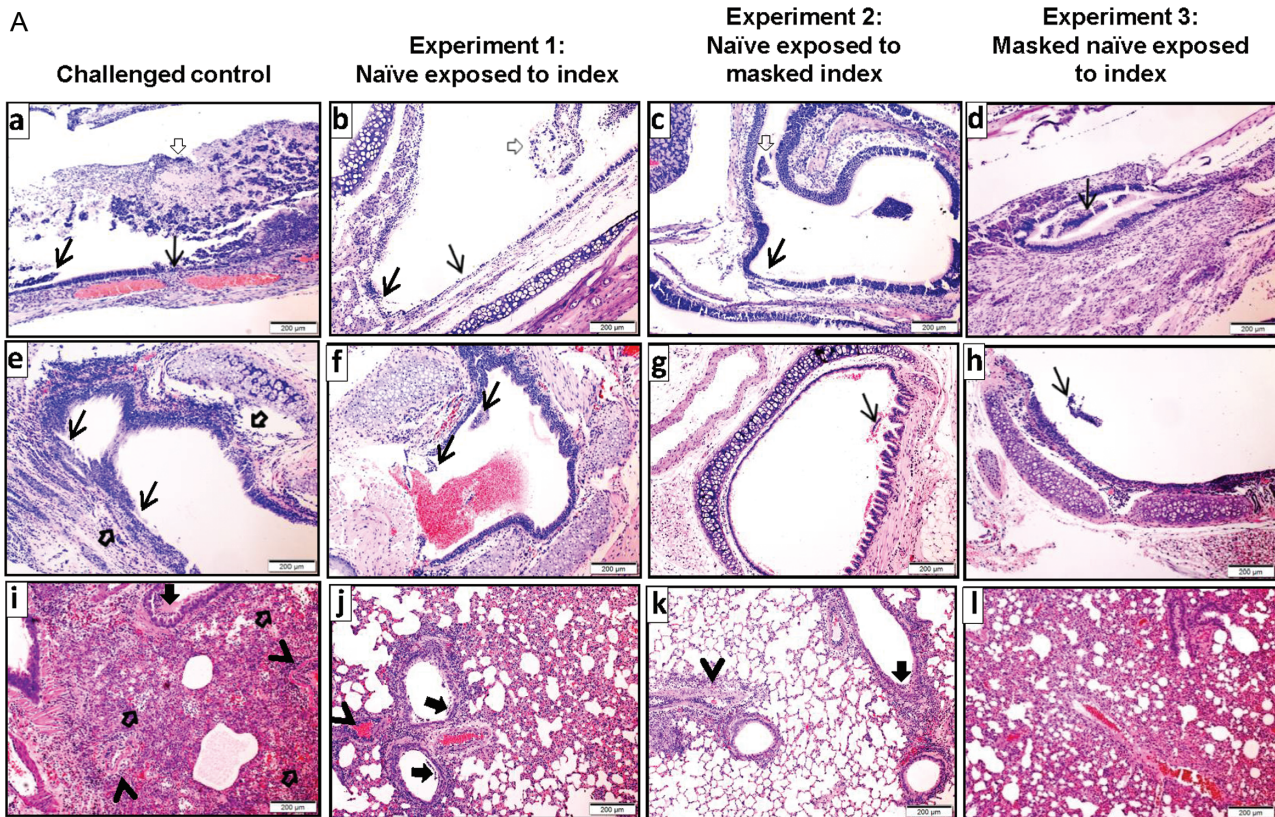 A
Challenged control
Experiment 1:
Naïve exposed to index
Experiment 2:
Naïve exposed to
masked index
Experiment 3:
Masked naïve exposed
to index
a
200 µm
b
200 µm
c
200 µm
d
200 µm
e
200 µm
f
200 µm
g
200 µm
h
200 µm
i
200 µm
j
200 µm
k
200 µm
l
200 µm